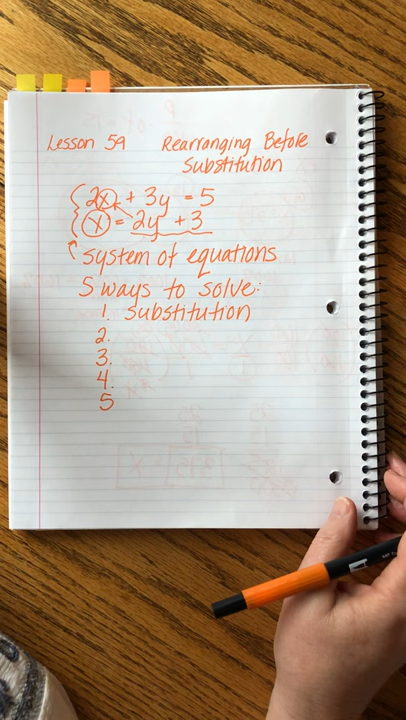 Lesson 59 Rearranging Before
Substitution
2x + 3y = 5
x = 2y + 3
system of equations
5 ways to solve:
1. substitution
2.
3.
4.
5